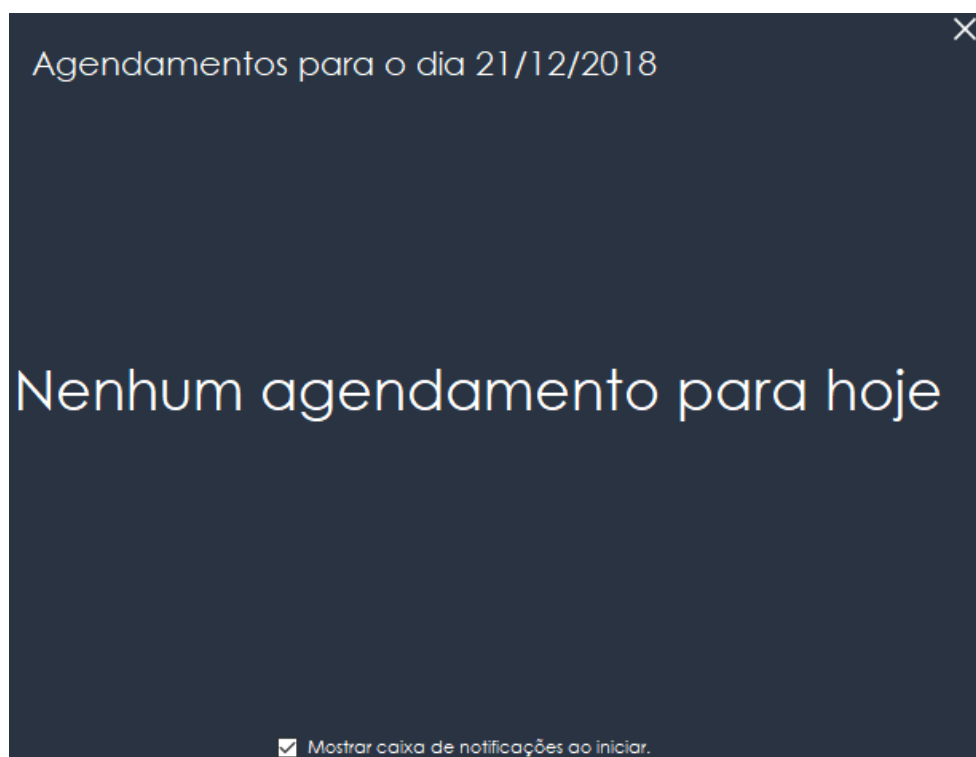 Agendamentos para o dia 21/12/2018
Nenhum agendamento para hoje
Mostrar caixa de notificações ao iniciar.